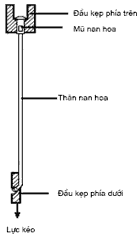 Đầu kẹp phía trên
Mũ nan hoa
Thân nan hoa
Đầu kẹp phía dưới
Lực kéo